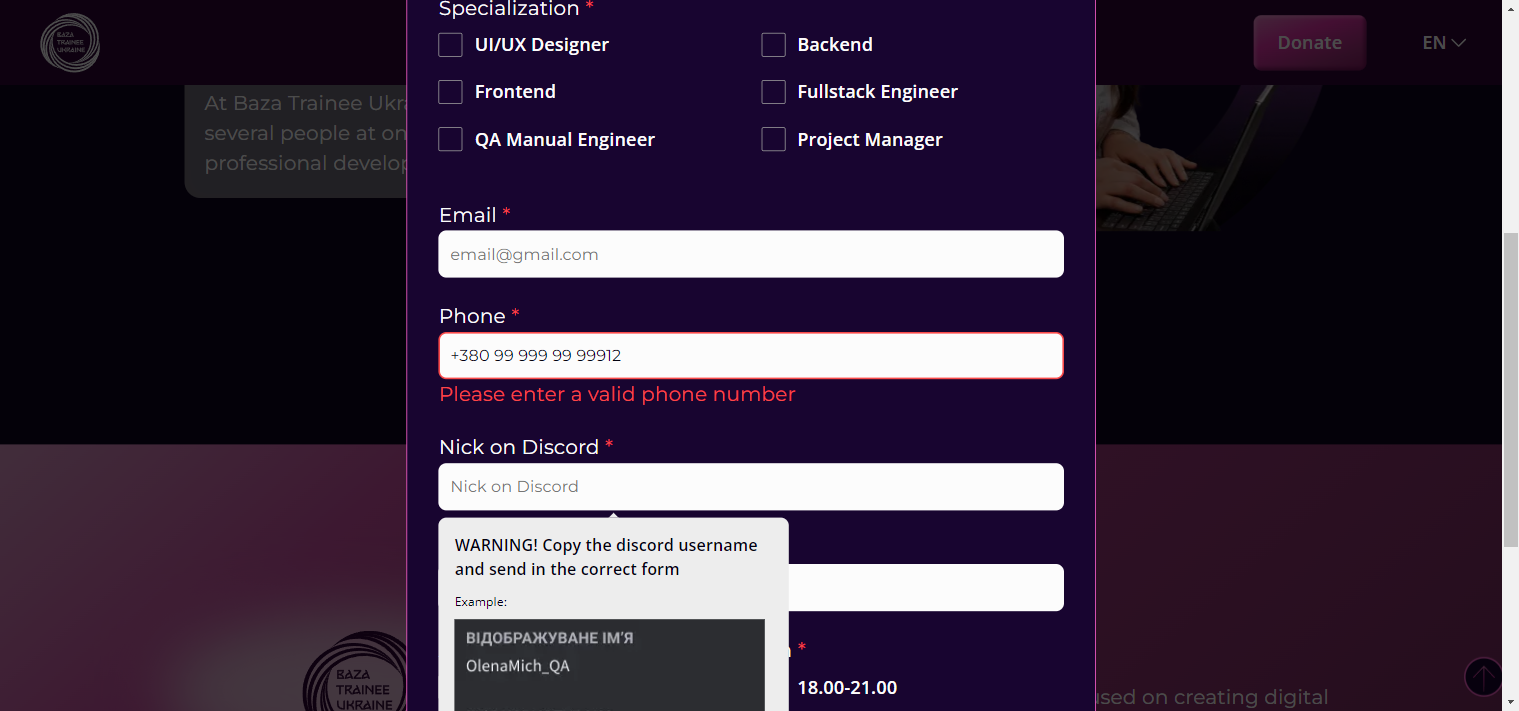 Specialization *
BAZA
TRAINEE
UKRAINE
UI/UX Designer
Backend
Donate
EN
Frontend
Fullstack Engineer
At Baza Trainee Ukra
several people at on
professional develop
QA Manual Engineer
Project Manager
Email *
email@gmail.com
Phone *
+380 99 999 99 99912
Please enter a valid phone number
Nick on Discord *
Nick on Discord
WARNING! Copy the discord username
and send in the correct form
Example:
ВІДОБРАЖУВАНЕ ІМ'Я
OlenaMich_QA
*
18.00-21.00
BAZA
TRAINEE
UKRAINE
used on creating digital